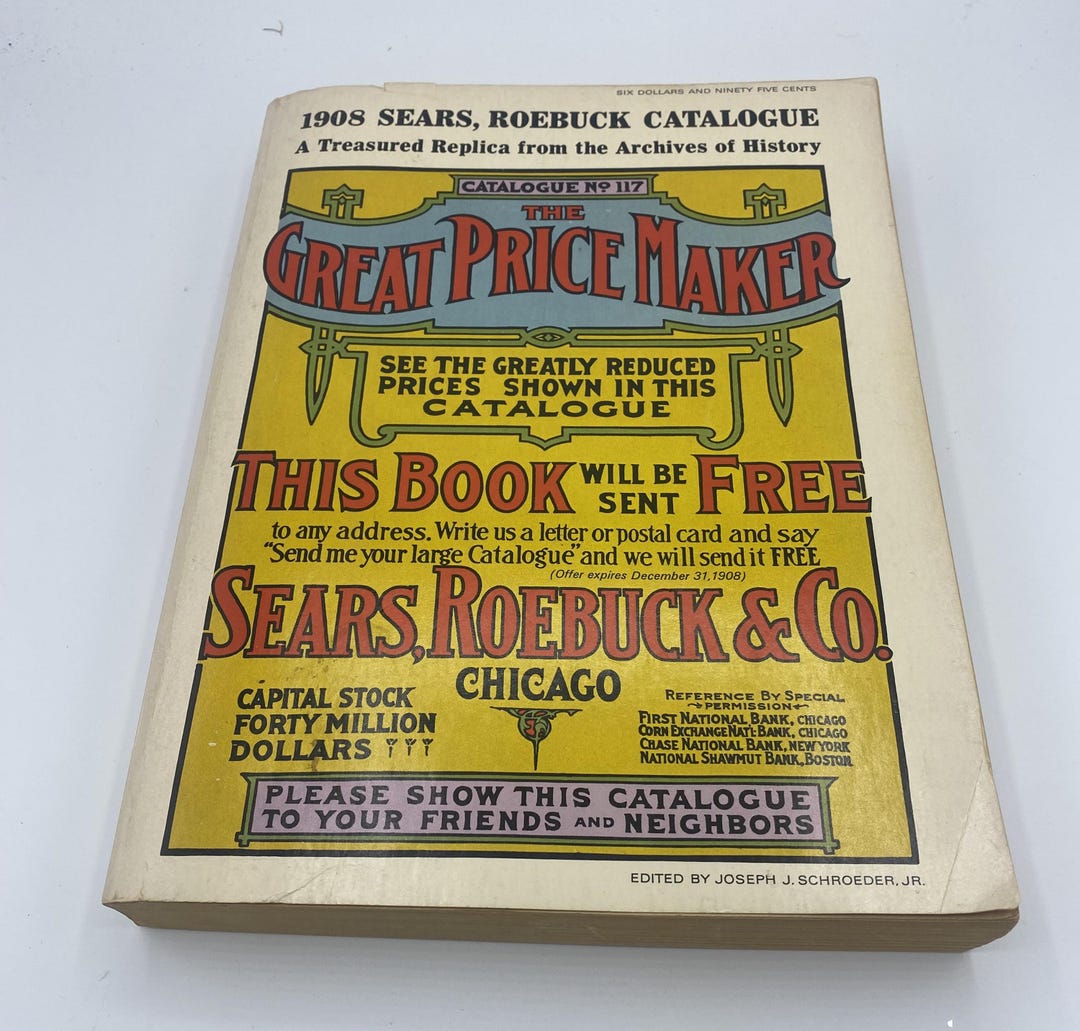 SIX DOLLARS AND NINETY FIVE CENTS
1908 SEARS, ROEBUCK CATALOGUE
A Treasured Replica from the Archives of History
CATALOGUE No 117
THE
GREAT PRICE MAKER
SEE THE GREATLY REDUCED
PRICES SHOWN IN THIS
CATALOGUE
THIS BOOK WILL BE SENT FREE
to any address. Write us a letter or postal card and say
"Send me your large Catalogue" and we will send it FREE
(Offer expires December 31, 1908)
SEARS, ROEBUCK & CO.
CHICAGO
CAPITAL STOCK
FORTY MILLION
DOLLARS
REFERENCE BY SPECIAL
PERMISSION
FIRST NATIONAL BANK, CHICAGO
CORN EXCHANGE NAT'L BANK, CHICAGO
CHASE NATIONAL BANK, NEW YORK
NATIONAL SHAWMUT BANK, BOSTON
PLEASE SHOW THIS CATALOGUE
TO YOUR FRIENDS AND NEIGHBORS
EDITED BY JOSEPH J. SCHROEDER, JR.